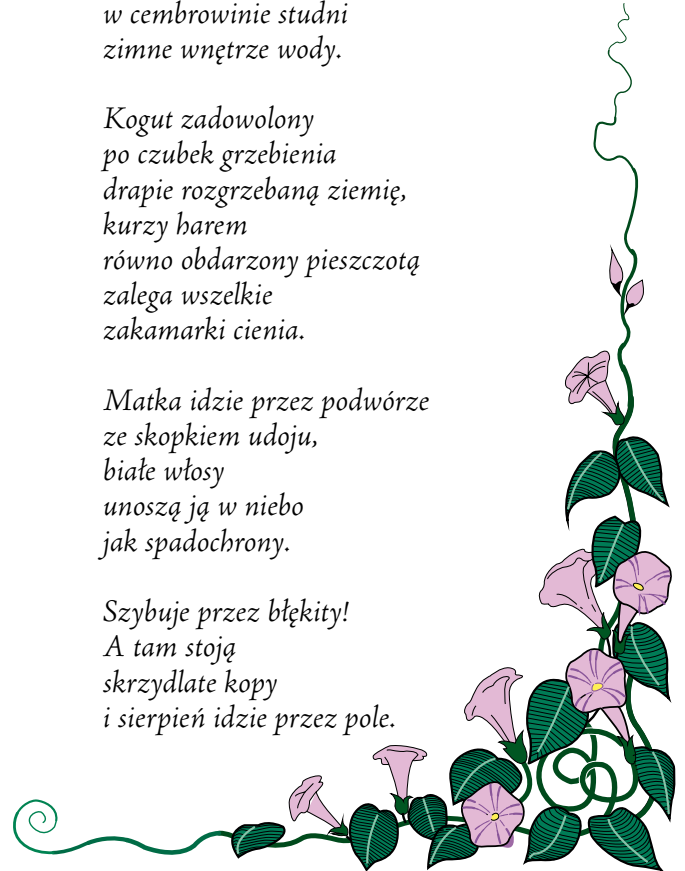 w cembrowinie studni
zimne wnętrze wody.
Kogut zadowolony
po czubek grzebienia
drapie rozgrzebaną ziemię,
kurzy harem
równo obdarzony pieszczotą
zalega wszelkie
zakamarki cienia.
Matka idzie przez podwórze
ze skopkiem udoju,
białe włosy
unoszą ją w niebo
jak spadochrony.
Szybuje przez błękity!
A tam stoją
skrzydlate kopy
i sierpień idzie przez pole.